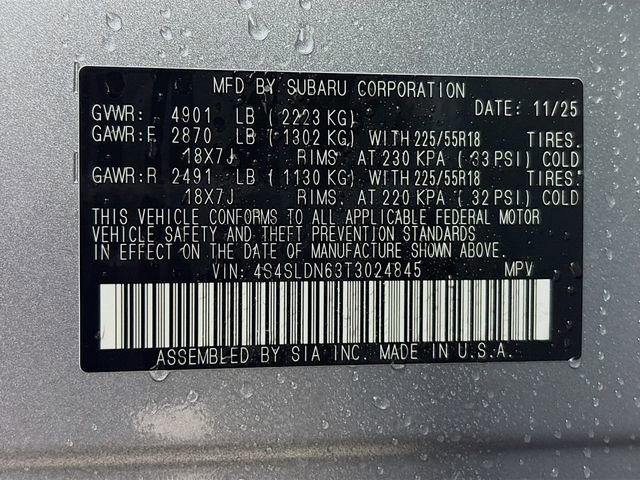 MFD BY SUBARU CORPORATION
GVWR: 4901 LB ( 2223 KG) DATE: 11/25
GAWR:F 2870 LB ( 1302 KG) WITH 225/55R18 TIRES.
18X7J RIMS. AT 230 KPA ( 33 PSI) COLD
GAWR:R 2491 LB ( 1130 KG) WITH 225/55R18 TIRES.
18X7J RIMS. AT 220 KPA ( 32 PSI) COLD
THIS VEHICLE CONFORMS TO ALL APPLICABLE FEDERAL MOTOR
VEHICLE SAFETY AND THEFT PREVENTION STANDARDS
IN EFFECT ON THE DATE OF MANUFACTURE SHOWN ABOVE.
VIN: 4S4SLDN63T3024845 MPV
ASSEMBLED BY SIA INC. MADE IN U.S.A.